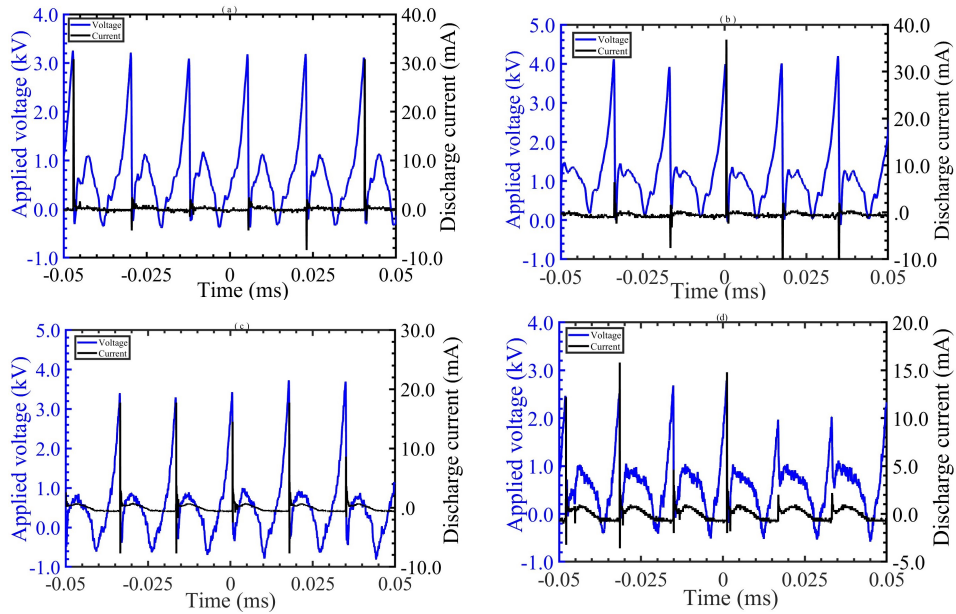 (a)
4.0
3.0
2.0
1.0
0.0
-1.0
Applied voltage (kV)
Voltage
Current
40.0
30.0
20.0
10.0
0.0
-10.0
Discharge current (mA)
-0.05 -0.025 0 0.025 0.05
Time (ms)
(b)
5.0
4.0
3.0
2.0
1.0
0.0
-1.0
Applied voltage (kV)
Voltage
Current
40.0
30.0
20.0
10.0
.0
-10.0
Discharge current (mA)
-0.05 -0.025 0 0.025 0.05
Time (ms)
(c)
5.0
4.0
3.0
2.0
1.0
0.0
-1.0
Applied voltage (kV)
Voltage
Current
30.0
20.0
10.0
.0
-10.0
Discharge current (mA)
-0.05 -0.025 0 0.025 0.05
Time (ms)
(d)
4.0
3.0
2.0
1.0
0.0
-1.0
Applied voltage (kV)
Voltage
Current
20.0
15.0
10.0
5.0
0.0
-5.0
Discharge current (mA)
-0.05 -0.025 0 0.025 0.05
Time (ms)